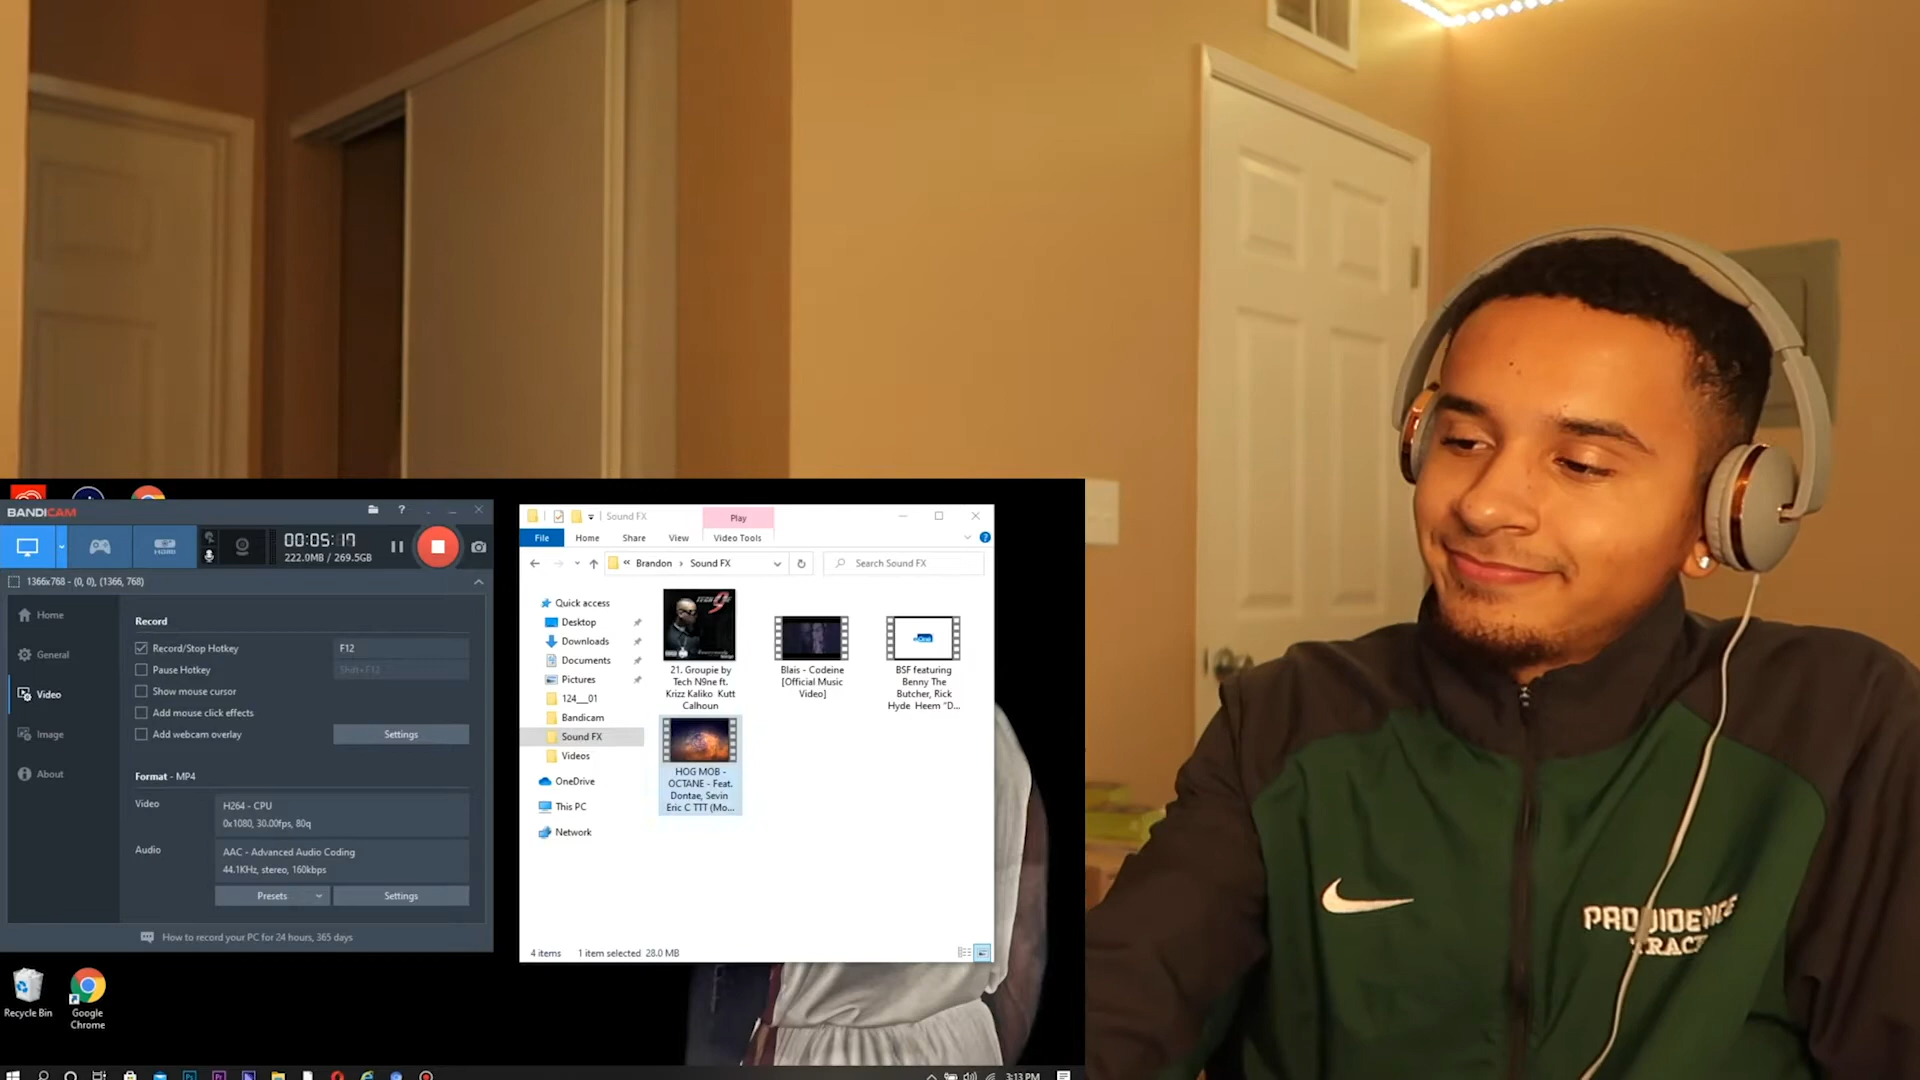 BANDICAM
?
00:05:17
222.0MB / 269.5GB
1366x768 - (0, 0), (1366, 768)
Home
General
Video
Image
About
Record
Record/Stop Hotkey
F12
Pause Hotkey
Shift+F12
Show mouse cursor
Add mouse click effects
Add webcam overlay
Settings
Format - MP4
Video
H264 - CPU
0x1080, 30.00fps, 80q
Audio
AAC - Advanced Audio Coding
44.1KHz, stereo, 160kbps
Presets
Settings
How to record your PC for 24 hours, 365 days
Recycle Bin
Google
Chrome
Sound FX
Play
File
Home
Share
View
Video Tools
« Brandon › Sound FX
Search Sound FX
Quick access
Desktop
Downloads
Documents
Pictures
124___01
Bandicam
Sound FX
Videos
OneDrive
This PC
Network
21. Groupie by
Tech N9ne ft.
Krizz Kaliko Kutt
Calhoun
Blais - Codeine
[Official Music
Video]
BSF featuring
Benny The
Butcher, Rick
Hyde Heem "D...
HOG MOB -
OCTANE - Feat.
Dontae, Sevin
Eric C TTT (Mo...
4 items
1 item selected 28.0 MB
3:13 PM
PROVIDENCE
TRACK